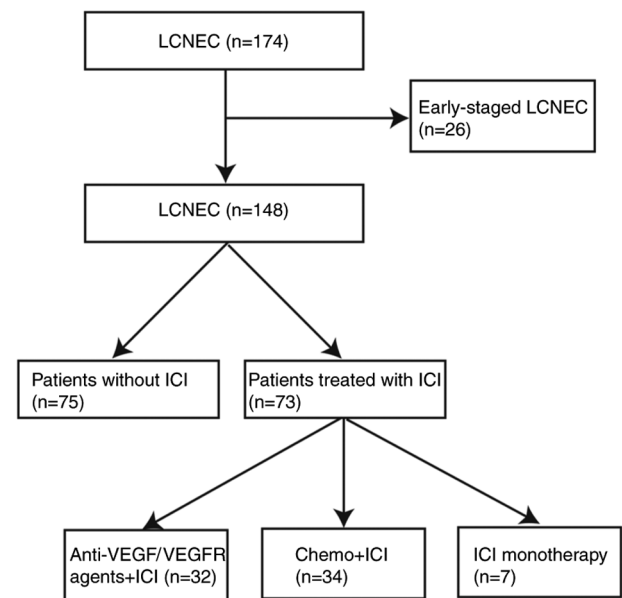 LCNEC (n=174)
Early-staged LCNEC
(n=26)
LCNEC (n=148)
Patients without ICI
(n=75)
Patients treated with ICI
(n=73)
Anti-VEGF/VEGFR
agents+ICI (n=32)
Chemo+ICI
(n=34)
ICI monotherapy
(n=7)